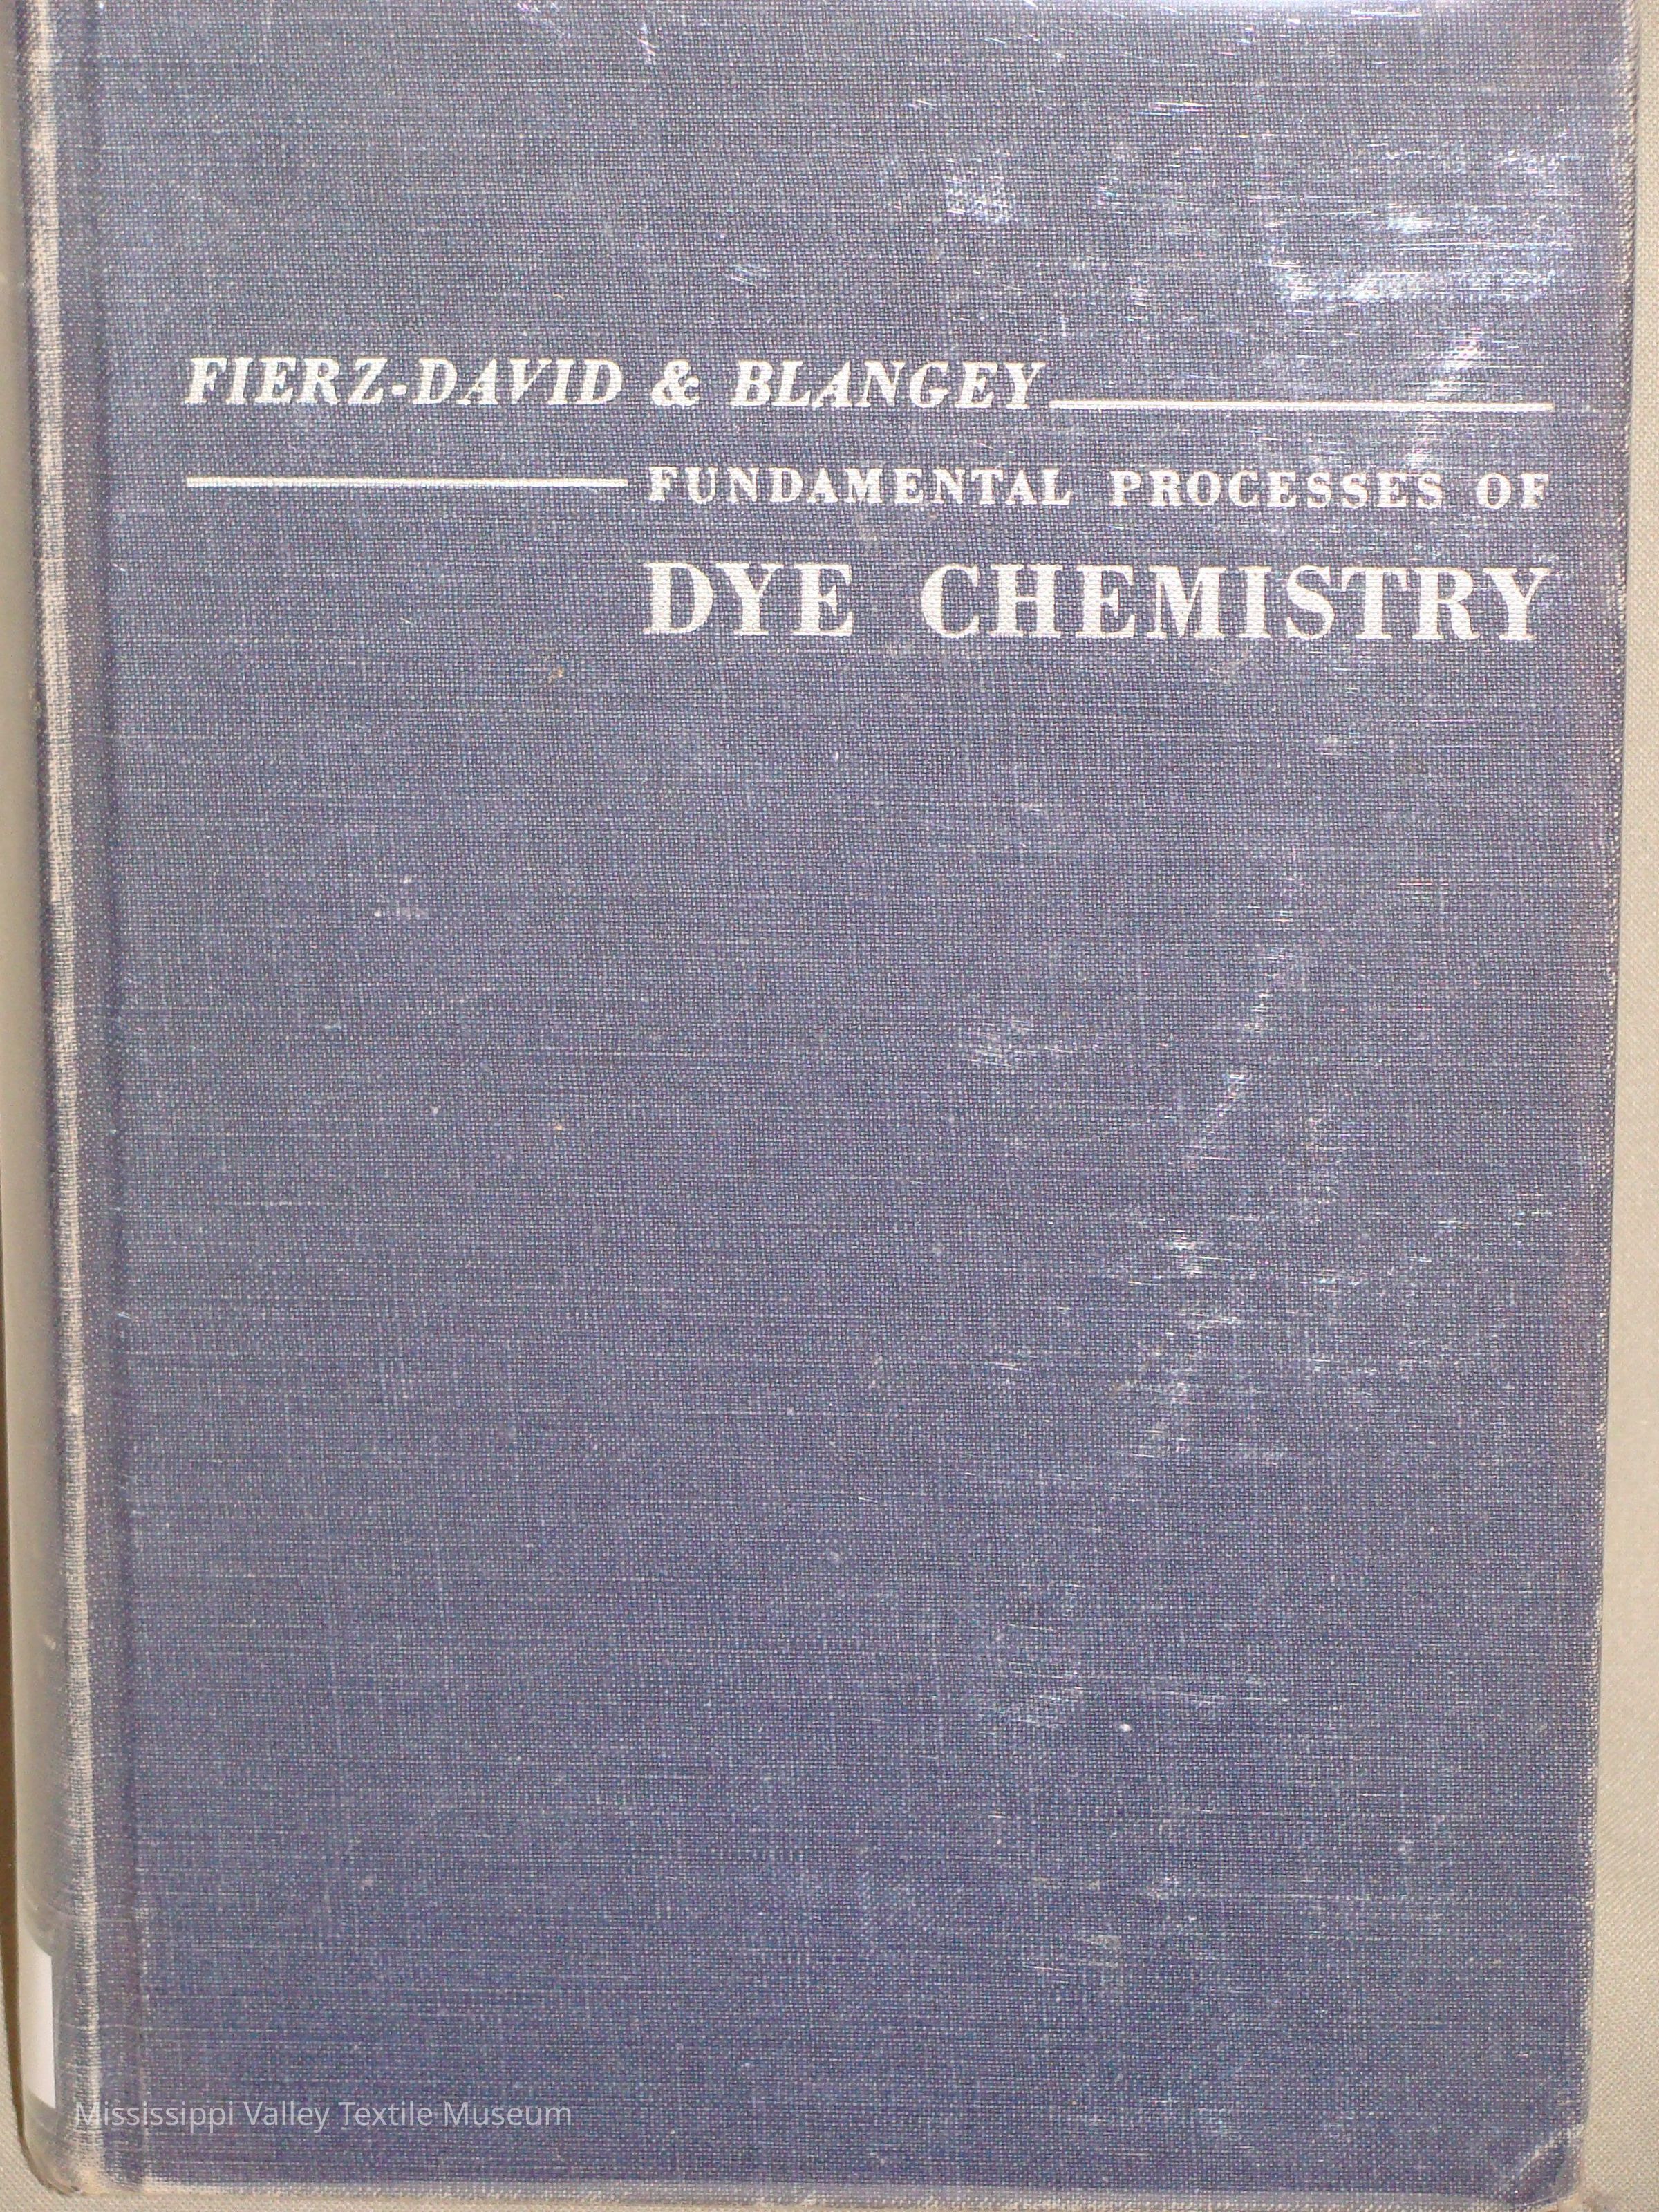 FIERZ-DAVID & BLANGEY
FUNDAMENTAL PROCESSES OF
DYE CHEMISTRY
Mississippi Valley Textile Museum